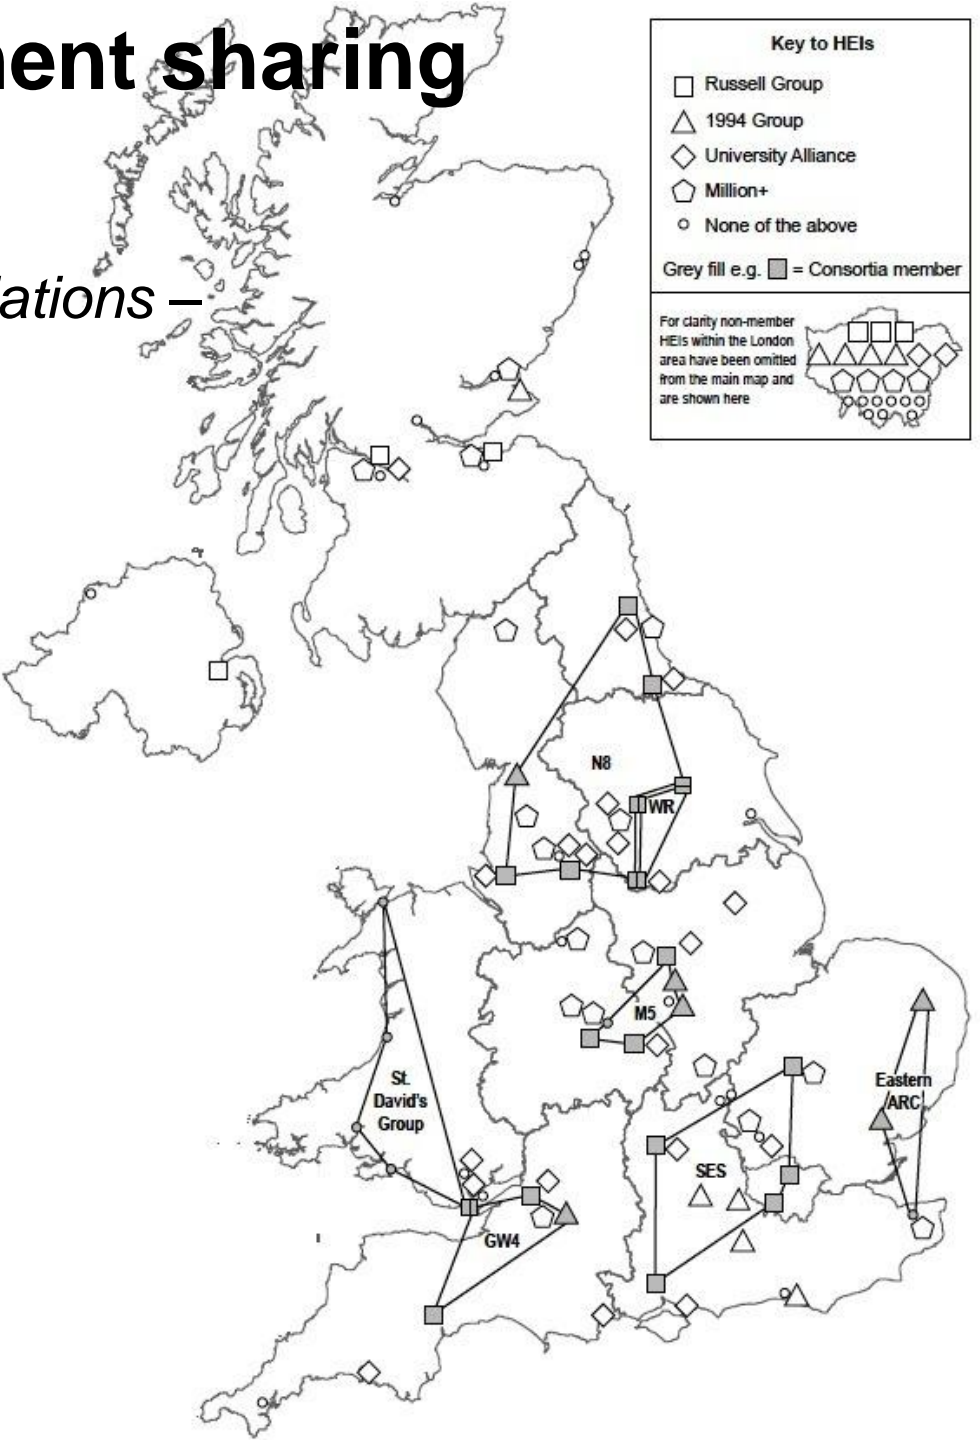 ment sharing
lations –
Key to HEIs
Russell Group
1994 Group
University Alliance
Million+
None of the above
Grey fill e.g. = Consortia member
For clarity non-member
HEIs within the London
area have been omitted
from the main map and
are shown here
N8
WR
M5
St.
David's
Group
Eastern
ARC
SES
GW4